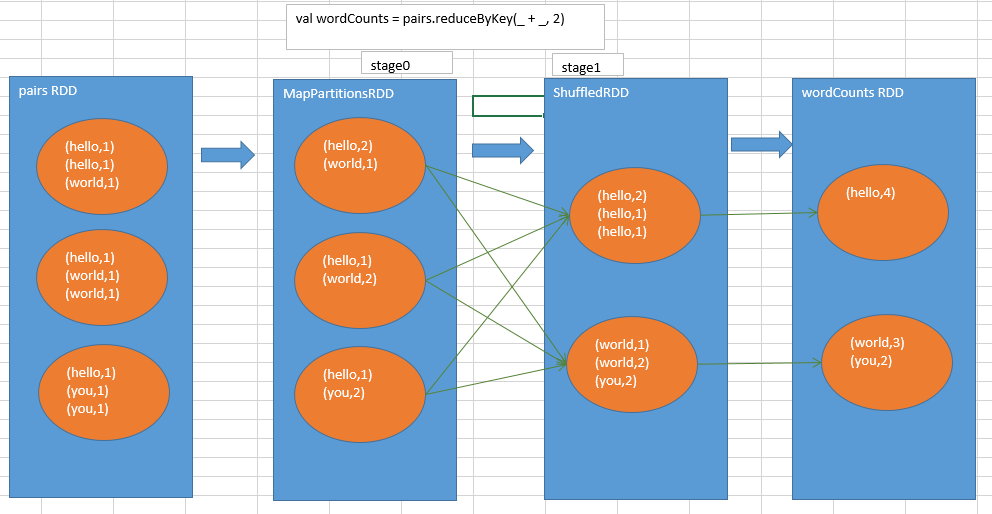 val wordCounts = pairs.reduceByKey(_ + _, 2)
stage0
stage1
pairs RDD
(hello,1)
(hello,1)
(world,1)
(hello,1)
(world,1)
(world,1)
(hello,1)
(you,1)
(you,1)
MapPartitionsRDD
(hello,2)
(world,1)
(hello,1)
(world,2)
(hello,1)
(you,2)
ShuffledRDD
(hello,2)
(hello,1)
(hello,1)
(world,1)
(world,2)
(you,2)
wordCounts RDD
(hello,4)
(world,3)
(you,2)